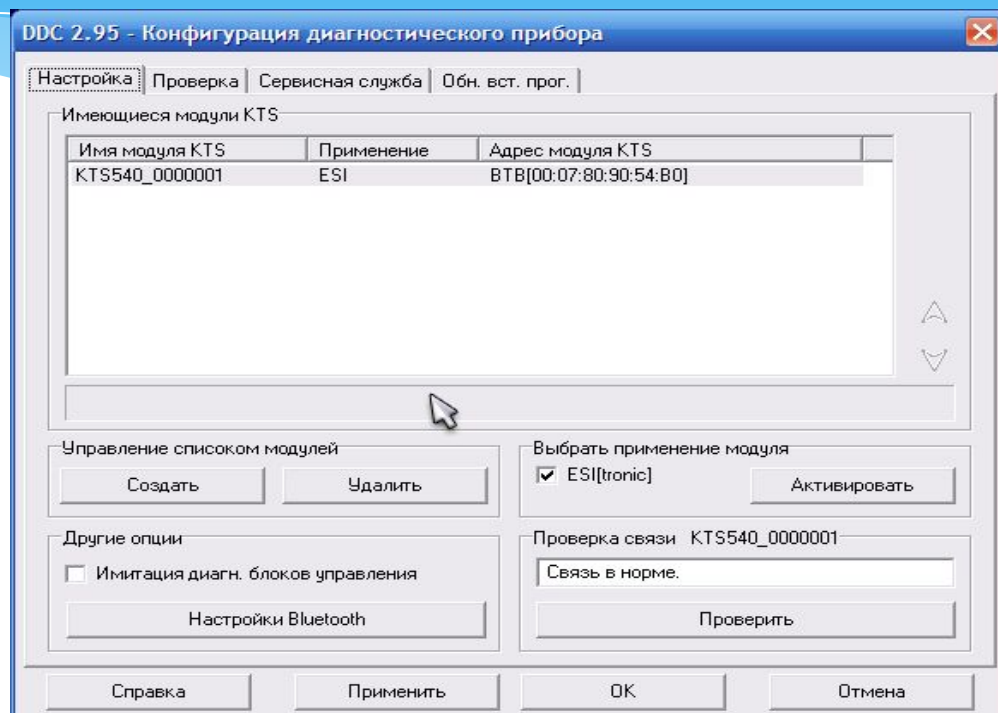 DDC 2.95 - Конфигурация диагностического прибора
Настройка Проверка Сервисная служба Обн. вст. прог.
Имеющиеся модули KTS
Имя модуля KTS Применение Адрес модуля KTS
KTS540_0000001 ESI BTB[00:07:80:90:54:B0]
Управление списоком модулей
Создать Удалить
Выбрать применение модуля
ESI[tronic] Активировать
Другие опции
Имитация диагн. блоков управления
Настройки Bluetooth
Проверка связи KTS540_0000001
Связь в норме.
Проверить
Справка Применить OK Отмена